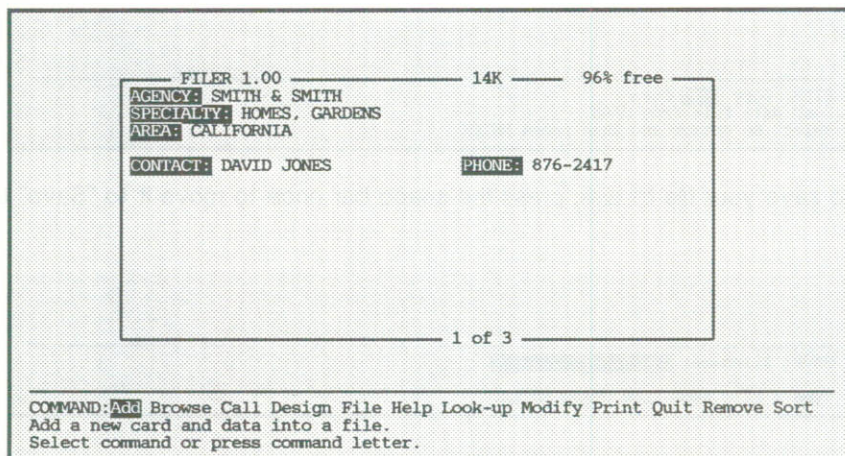 FILER 1.00 14K 96% free
AGENCY: SMITH & SMITH
SPECIALTY: HOMES, GARDENS
AREA: CALIFORNIA
CONTACT: DAVID JONES PHONE: 876-2417
1 of 3
COMMAND: Add Browse Call Design File Help Look-up Modify Print Quit Remove Sort
Add a new card and data into a file.
Select command or press command letter.